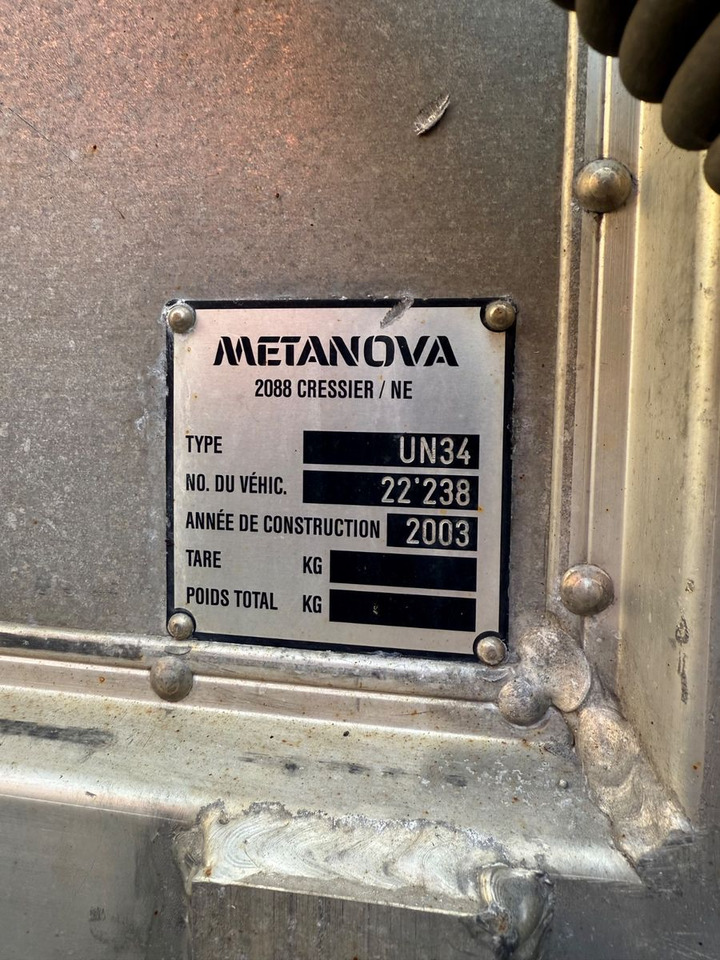 METANOVA
2088 CRESSIER / NE
TYPE UN34
NO. DU VÉHIC. 22'238
ANNÉE DE CONSTRUCTION 2003
TARE KG
POIDS TOTAL KG